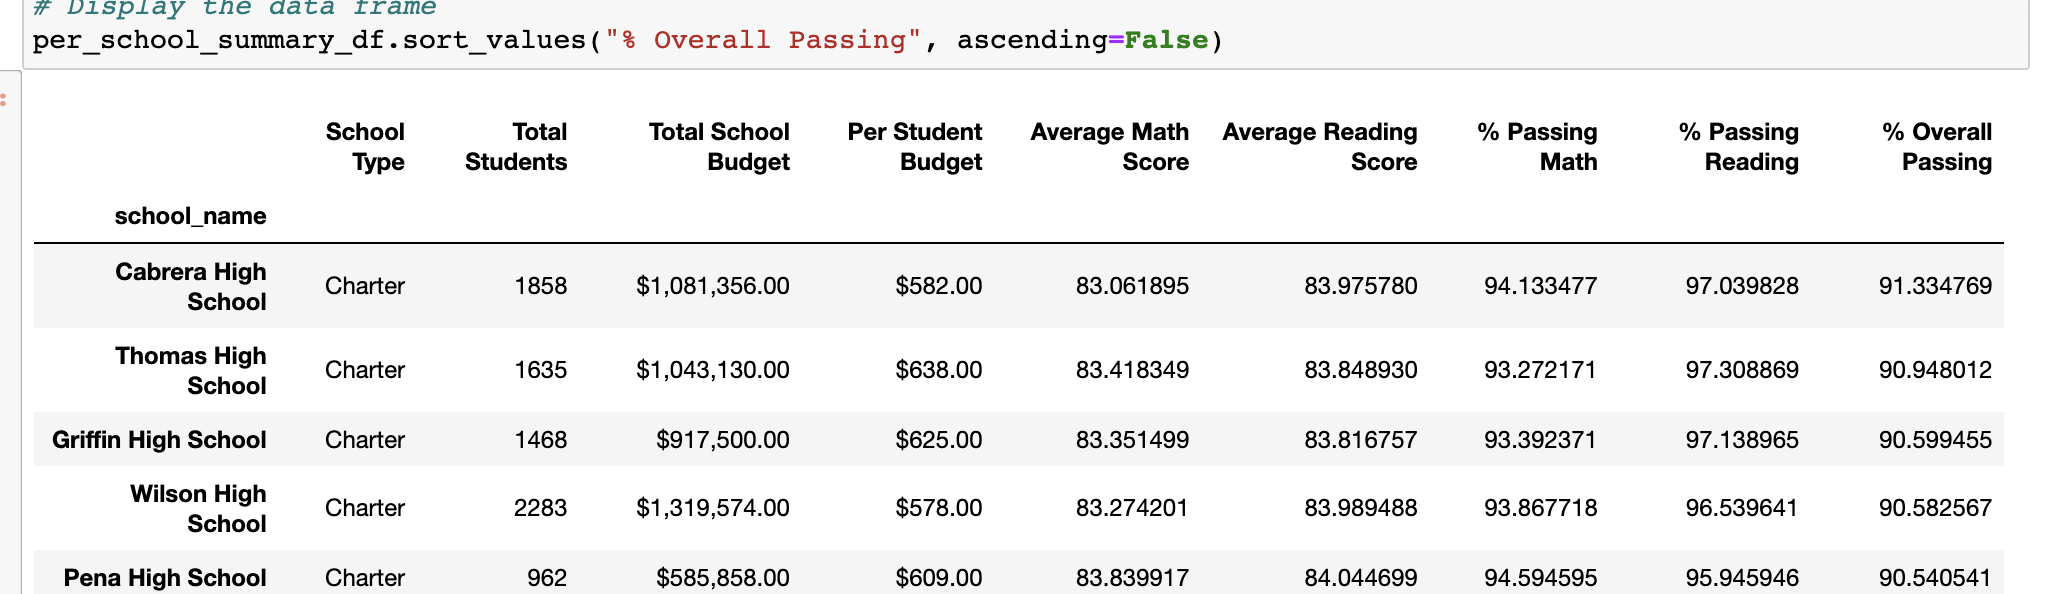 # Display the data frame
per_school_summary_df.sort_values("% Overall Passing", ascending=False)
:
School Type Total Students Total School Budget Per Student Budget Average Math Score Average Reading Score % Passing Math % Passing Reading % Overall Passing
school_name
Cabrera High School Charter 1858 $1,081,356.00 $582.00 83.061895 83.975780 94.133477 97.039828 91.334769
Thomas High School Charter 1635 $1,043,130.00 $638.00 83.418349 83.848930 93.272171 97.308869 90.948012
Griffin High School Charter 1468 $917,500.00 $625.00 83.351499 83.816757 93.392371 97.138965 90.599455
Wilson High School Charter 2283 $1,319,574.00 $578.00 83.274201 83.989488 93.867718 96.539641 90.582567
Pena High School Charter 962 $585,858.00 $609.00 83.839917 84.044699 94.594595 95.945946 90.540541